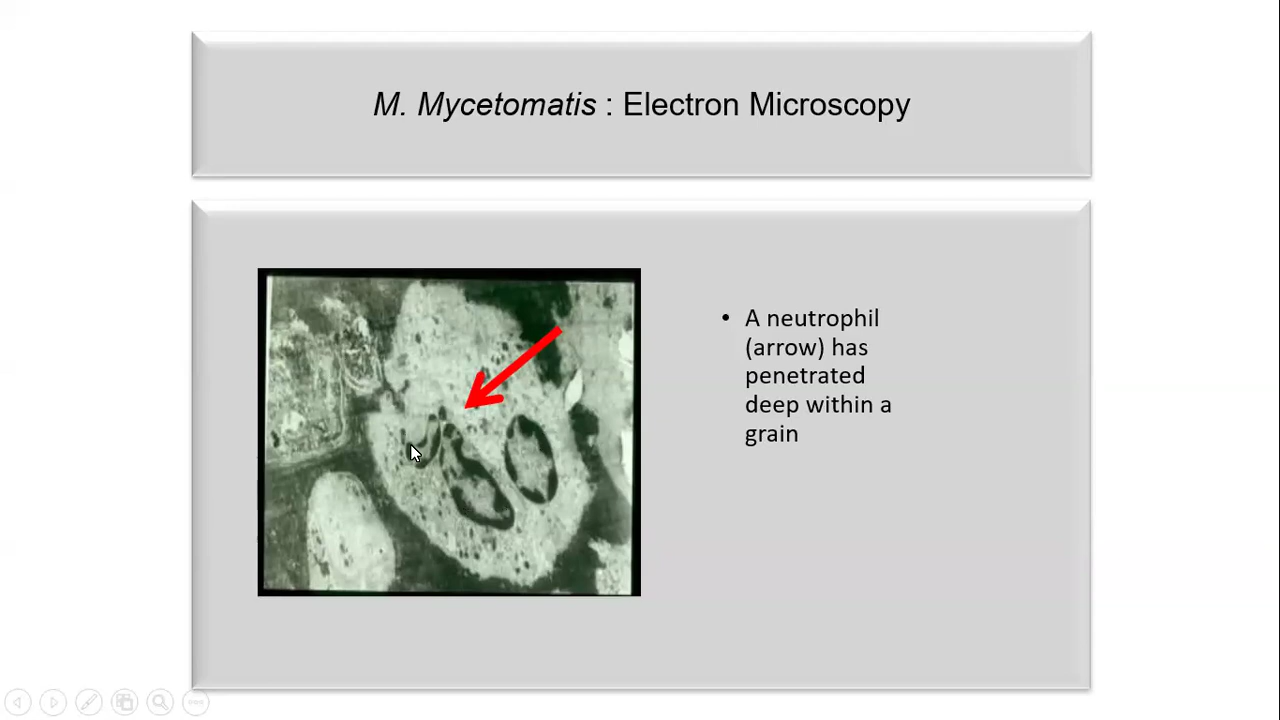 M. Mycetomatis : Electron Microscopy
• A neutrophil
(arrow) has
penetrated
deep within a
grain